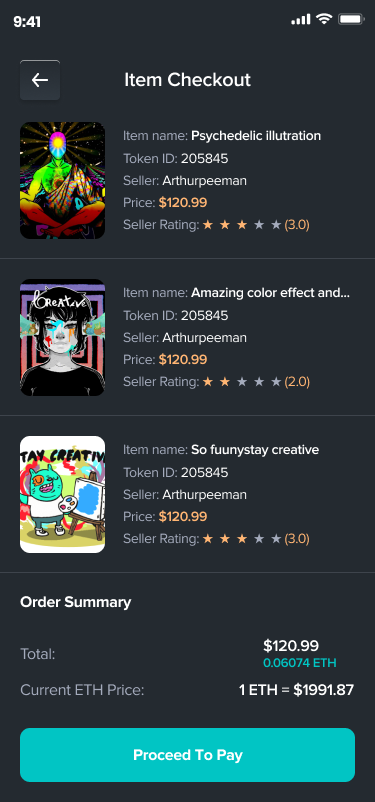 9:41
Item Checkout
Item name: Psychedelic illutration
Token ID: 205845
Seller: Arthurpeeman
Price: $120.99
Seller Rating: ★ ★ ★ ★ ★ (3.0)
CREATIVE
Item name: Amazing color effect and...
Token ID: 205845
Seller: Arthurpeeman
Price: $120.99
Seller Rating: ★ ★ ★ ★ ★ (2.0)
TAY CREATIV
Item name: So fuunystay creative
Token ID: 205845
Seller: Arthurpeeman
Price: $120.99
Seller Rating: ★ ★ ★ ★ ★ (3.0)
Order Summary
Total: $120.99
0.06074 ETH
Current ETH Price: 1 ETH = $1991.87
Proceed To Pay